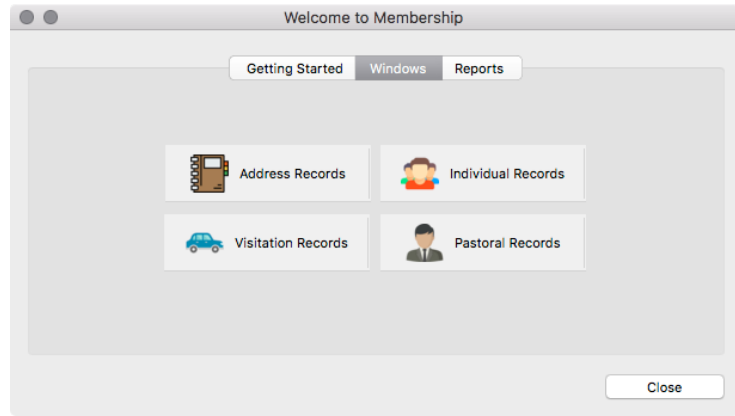 Welcome to Membership
Getting Started Windows Reports
Address Records Individual Records
Visitation Records Pastoral Records
Close